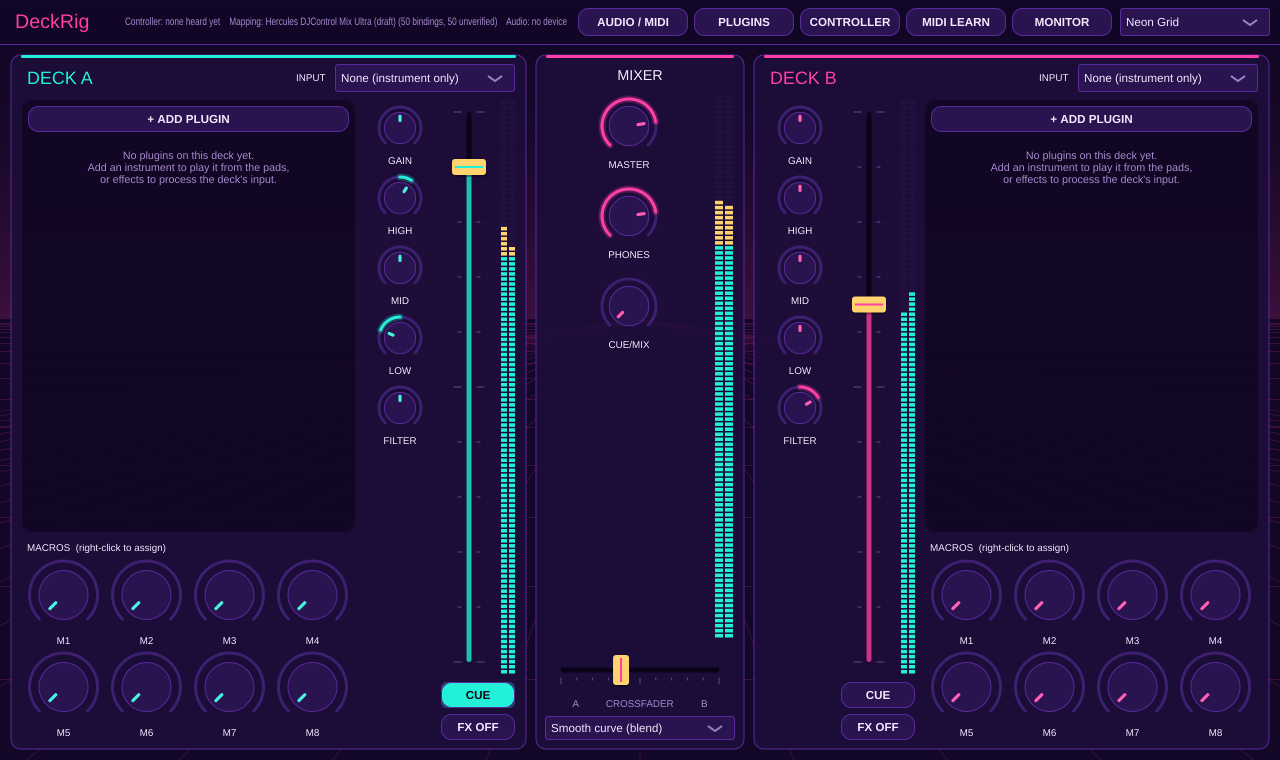 DeckRig
Controller: none heard yet Mapping: Hercules DJControl Mix Ultra (draft) (50 bindings, 50 unverified) Audio: no device
AUDIO / MIDI
PLUGINS
CONTROLLER
MIDI LEARN
MONITOR
Neon Grid
DECK A
INPUT
None (instrument only)
+ ADD PLUGIN
No plugins on this deck yet.
Add an instrument to play it from the pads,
or effects to process the deck's input.
GAIN
HIGH
MID
LOW
FILTER
MACROS (right-click to assign)
M1
M2
M3
M4
M5
M6
M7
M8
CUE
FX OFF
MIXER
MASTER
PHONES
CUE/MIX
A
CROSSFADER
B
Smooth curve (blend)
DECK B
INPUT
None (instrument only)
GAIN
HIGH
MID
LOW
FILTER
CUE
FX OFF
+ ADD PLUGIN
No plugins on this deck yet.
Add an instrument to play it from the pads,
or effects to process the deck's input.
MACROS (right-click to assign)
M1
M2
M3
M4
M5
M6
M7
M8